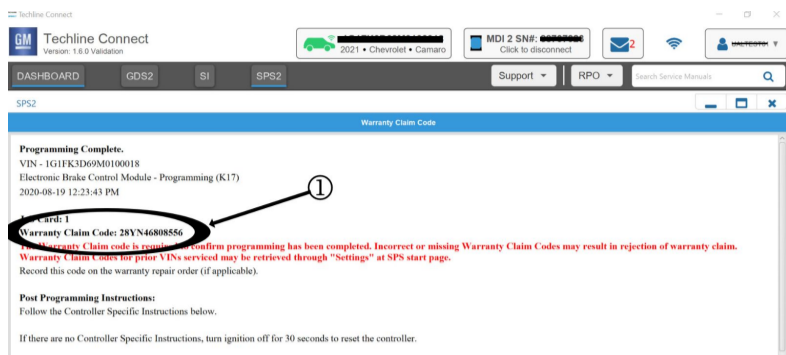 Techline Connect
GM Techline Connect
Version: 1.6.0 Validation
2021 • Chevrolet • Camaro
MDI 2 SN#:
Click to disconnect
2
DASHBOARD GDS2 SI SPS2 Support RPO Search Service Manuals
SPS2
Warranty Claim Code
Programming Complete.
VIN - 1G1FK3D69M0100018
Electronic Brake Control Module - Programming (K17)
2020-08-19 12:23:43 PM
1
Card: 1
Warranty Claim Code: 28YN46808556
Warranty Claim code is required confirm programming has been completed. Incorrect or missing Warranty Claim Codes may result in rejection of warranty claim.
Warranty Claim Codes for prior VINs serviced may be retrieved through "Settings" at SPS start page.
Record this code on the warranty repair order (if applicable).
Post Programming Instructions:
Follow the Controller Specific Instructions below.
If there are no Controller Specific Instructions, turn ignition off for 30 seconds to reset the controller.